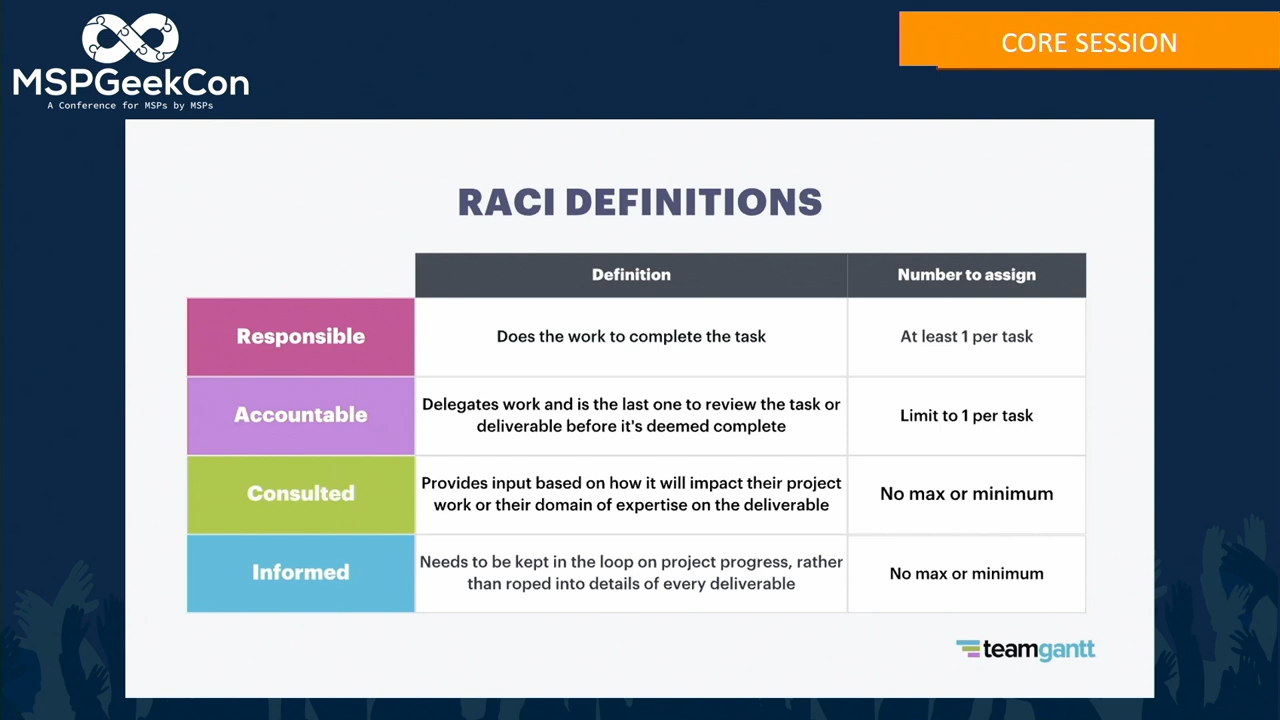 MSPGeekCon
A Conference for MSPs by MSPs
CORE SESSION
RACI DEFINITIONS
Definition
Number to assign
Responsible
Does the work to complete the task
At least 1 per task
Accountable
Delegates work and is the last one to review the task or
deliverable before it's deemed complete
Limit to 1 per task
Consulted
Provides input based on how it will impact their project
work or their domain of expertise on the deliverable
No max or minimum
Informed
Needs to be kept in the loop on project progress, rather
than roped into details of every deliverable
No max or minimum
teamgantt